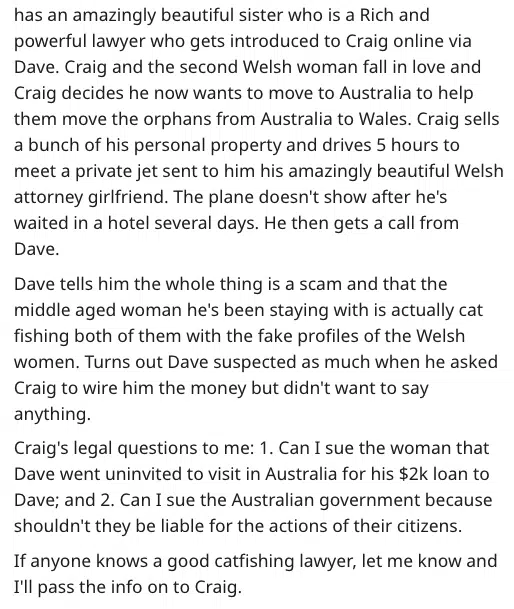 has an amazingly beautiful sister who is a Rich and
powerful lawyer who gets introduced to Craig online via
Dave. Craig and the second Welsh woman fall in love and
Craig decides he now wants to move to Australia to help
them move the orphans from Australia to Wales. Craig sells
a bunch of his personal property and drives 5 hours to
meet a private jet sent to him his amazingly beautiful Welsh
attorney girlfriend. The plane doesn't show after he's
waited in a hotel several days. He then gets a call from
Dave.
Dave tells him the whole thing is a scam and that the
middle aged woman he's been staying with is actually cat
fishing both of them with the fake profiles of the Welsh
women. Turns out Dave suspected as much when he asked
Craig to wire him the money but didn't want to say
anything.
Craig's legal questions to me: 1. Can I sue the woman that
Dave went uninvited to visit in Australia for his $2k loan to
Dave; and 2. Can I sue the Australian government because
shouldn't they be liable for the actions of their citizens.
If anyone knows a good catfishing lawyer, let me know and
I'll pass the info on to Craig.